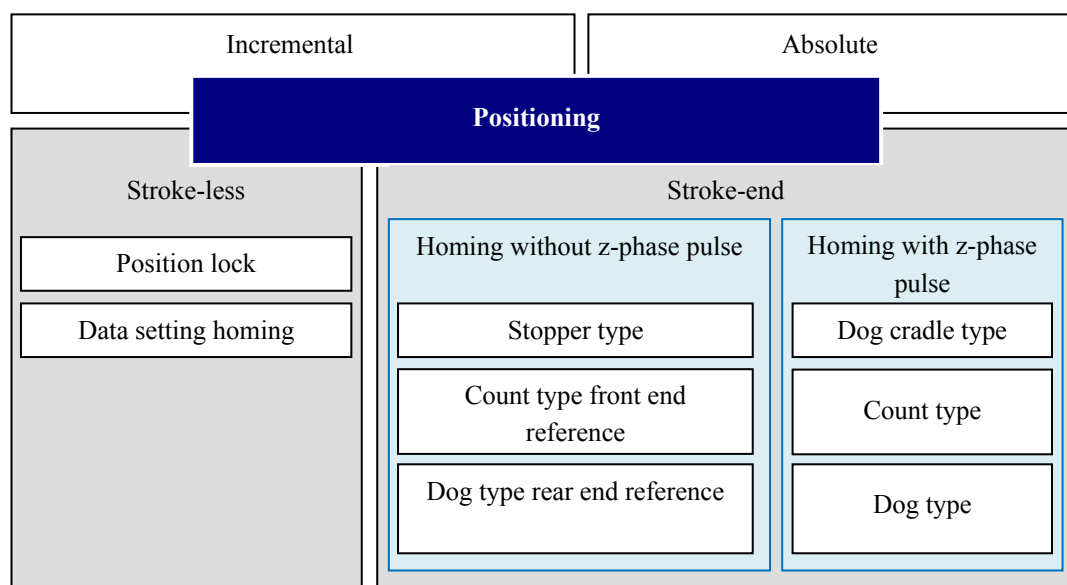 Incremental
Absolute
Positioning
Stroke-less
Position lock
Data setting homing
Stroke-end
Homing without z-phase pulse
Stopper type
Count type front end
reference
Dog type rear end reference
Homing with z-phase
pulse
Dog cradle type
Count type
Dog type